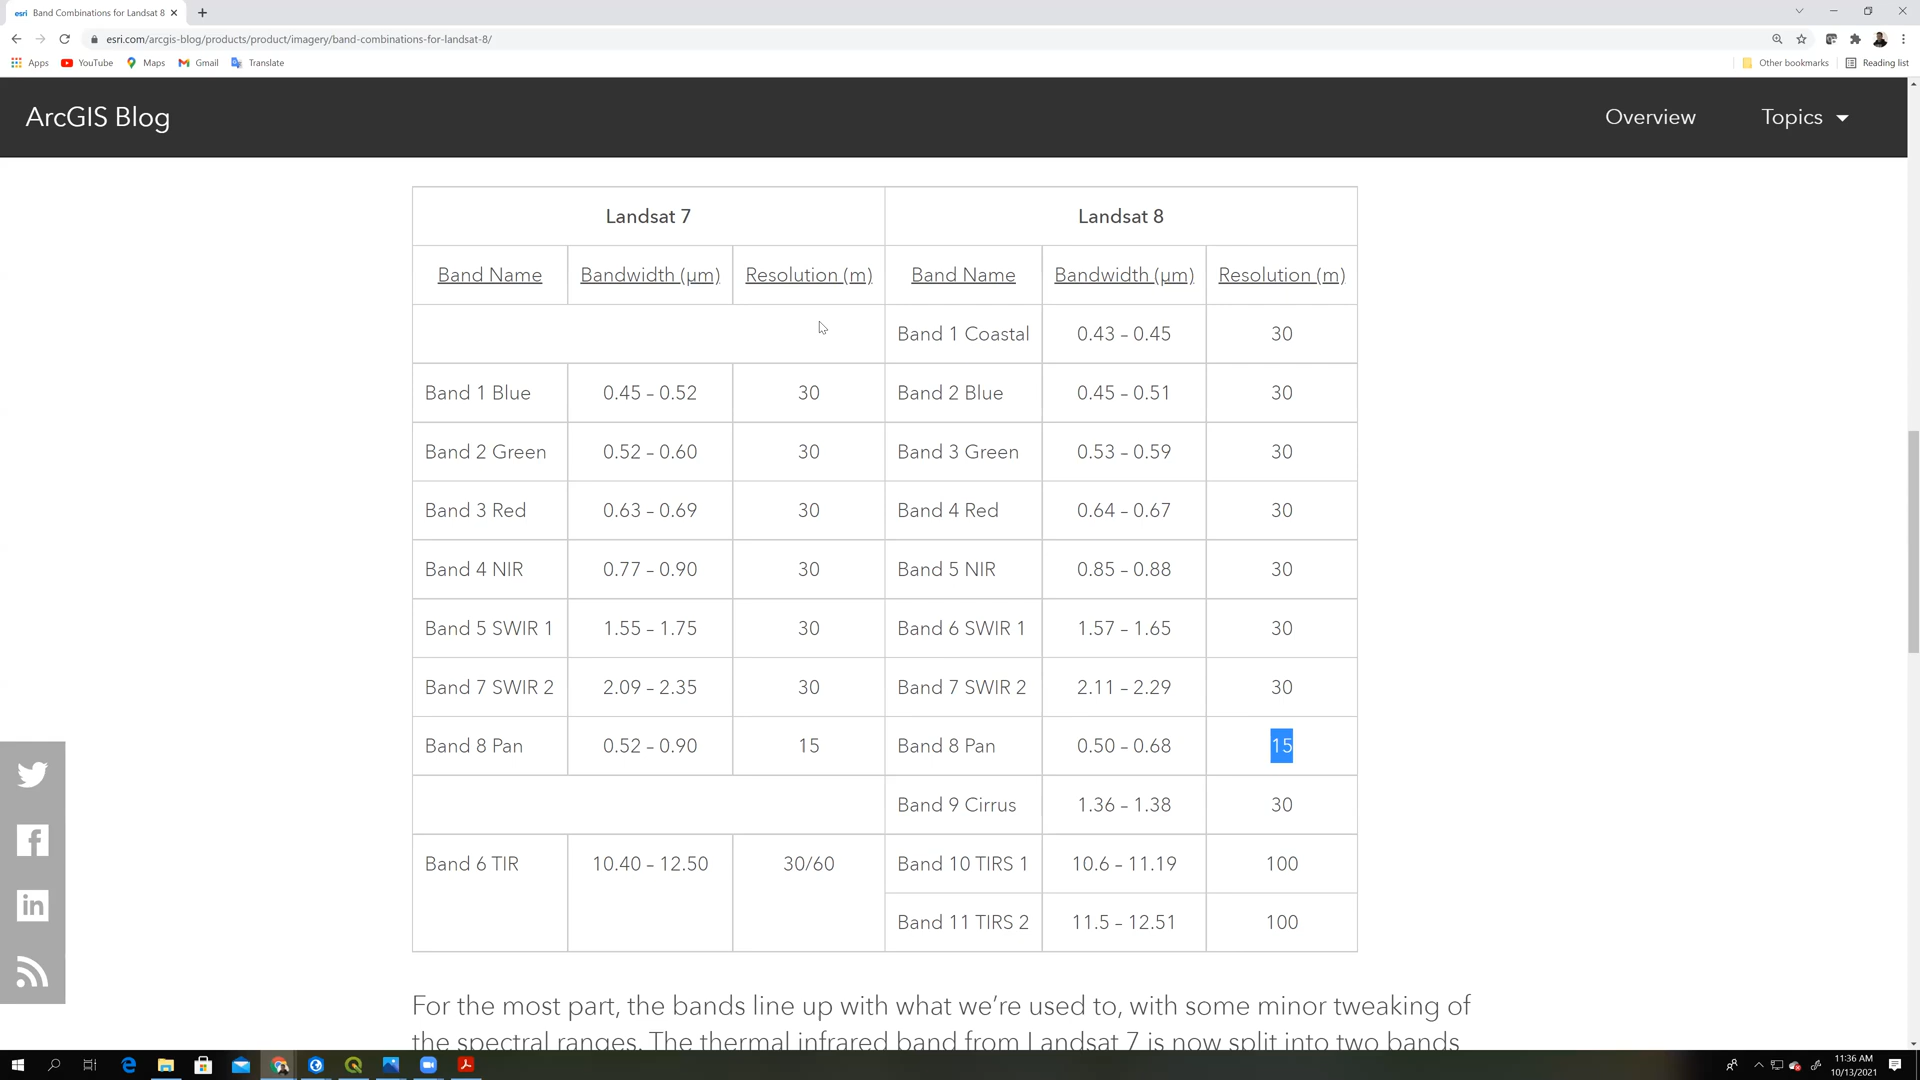 esri Band Combinations for Landsat 8
esri.com/arcgis-blog/products/product/imagery/band-combinations-for-landsat-8/
Apps YouTube Maps Gmail Translate Other bookmarks Reading list
ArcGIS Blog Overview Topics
Landsat 7 Landsat 8
Band Name Bandwidth (µm) Resolution (m) Band Name Bandwidth (µm) Resolution (m)
Band 1 Coastal 0.43 – 0.45 30
Band 1 Blue 0.45 – 0.52 30 Band 2 Blue 0.45 – 0.51 30
Band 2 Green 0.52 – 0.60 30 Band 3 Green 0.53 – 0.59 30
Band 3 Red 0.63 – 0.69 30 Band 4 Red 0.64 – 0.67 30
Band 4 NIR 0.77 – 0.90 30 Band 5 NIR 0.85 – 0.88 30
Band 5 SWIR 1 1.55 – 1.75 30 Band 6 SWIR 1 1.57 – 1.65 30
Band 7 SWIR 2 2.09 – 2.35 30 Band 7 SWIR 2 2.11 – 2.29 30
Band 8 Pan 0.52 – 0.90 15 Band 8 Pan 0.50 – 0.68 15
Band 9 Cirrus 1.36 – 1.38 30
Band 6 TIR 10.40 – 12.50 30/60 Band 10 TIRS 1 10.6 – 11.19 100
Band 11 TIRS 2 11.5 – 12.51 100
For the most part, the bands line up with what we’re used to, with some minor tweaking of
the spectral ranges. The thermal infrared band from Landsat 7 is now split into two bands
11:36 AM
10/13/2021